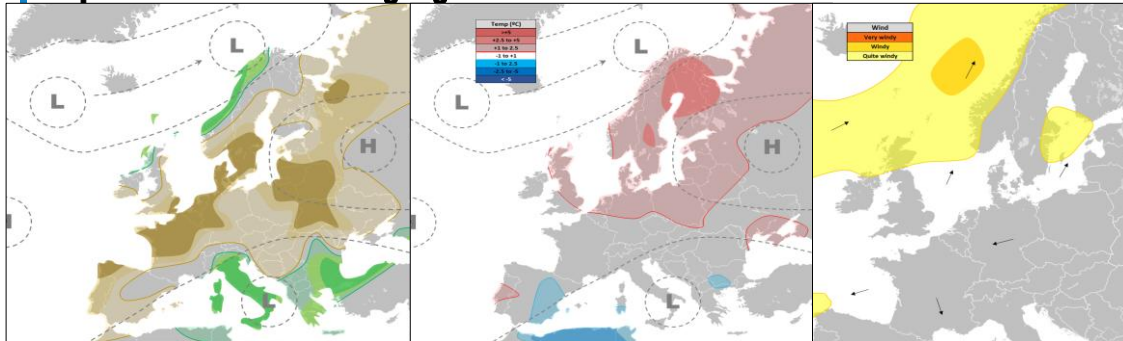 L
L
H
L
Temp (ºC)
>+5
+2.5 to +5
+1 to 2.5
-1 to +1
-1 to 2.5
-2.5 to -5
< -5
L
L
H
L
Wind
Very windy
Windy
Quite windy